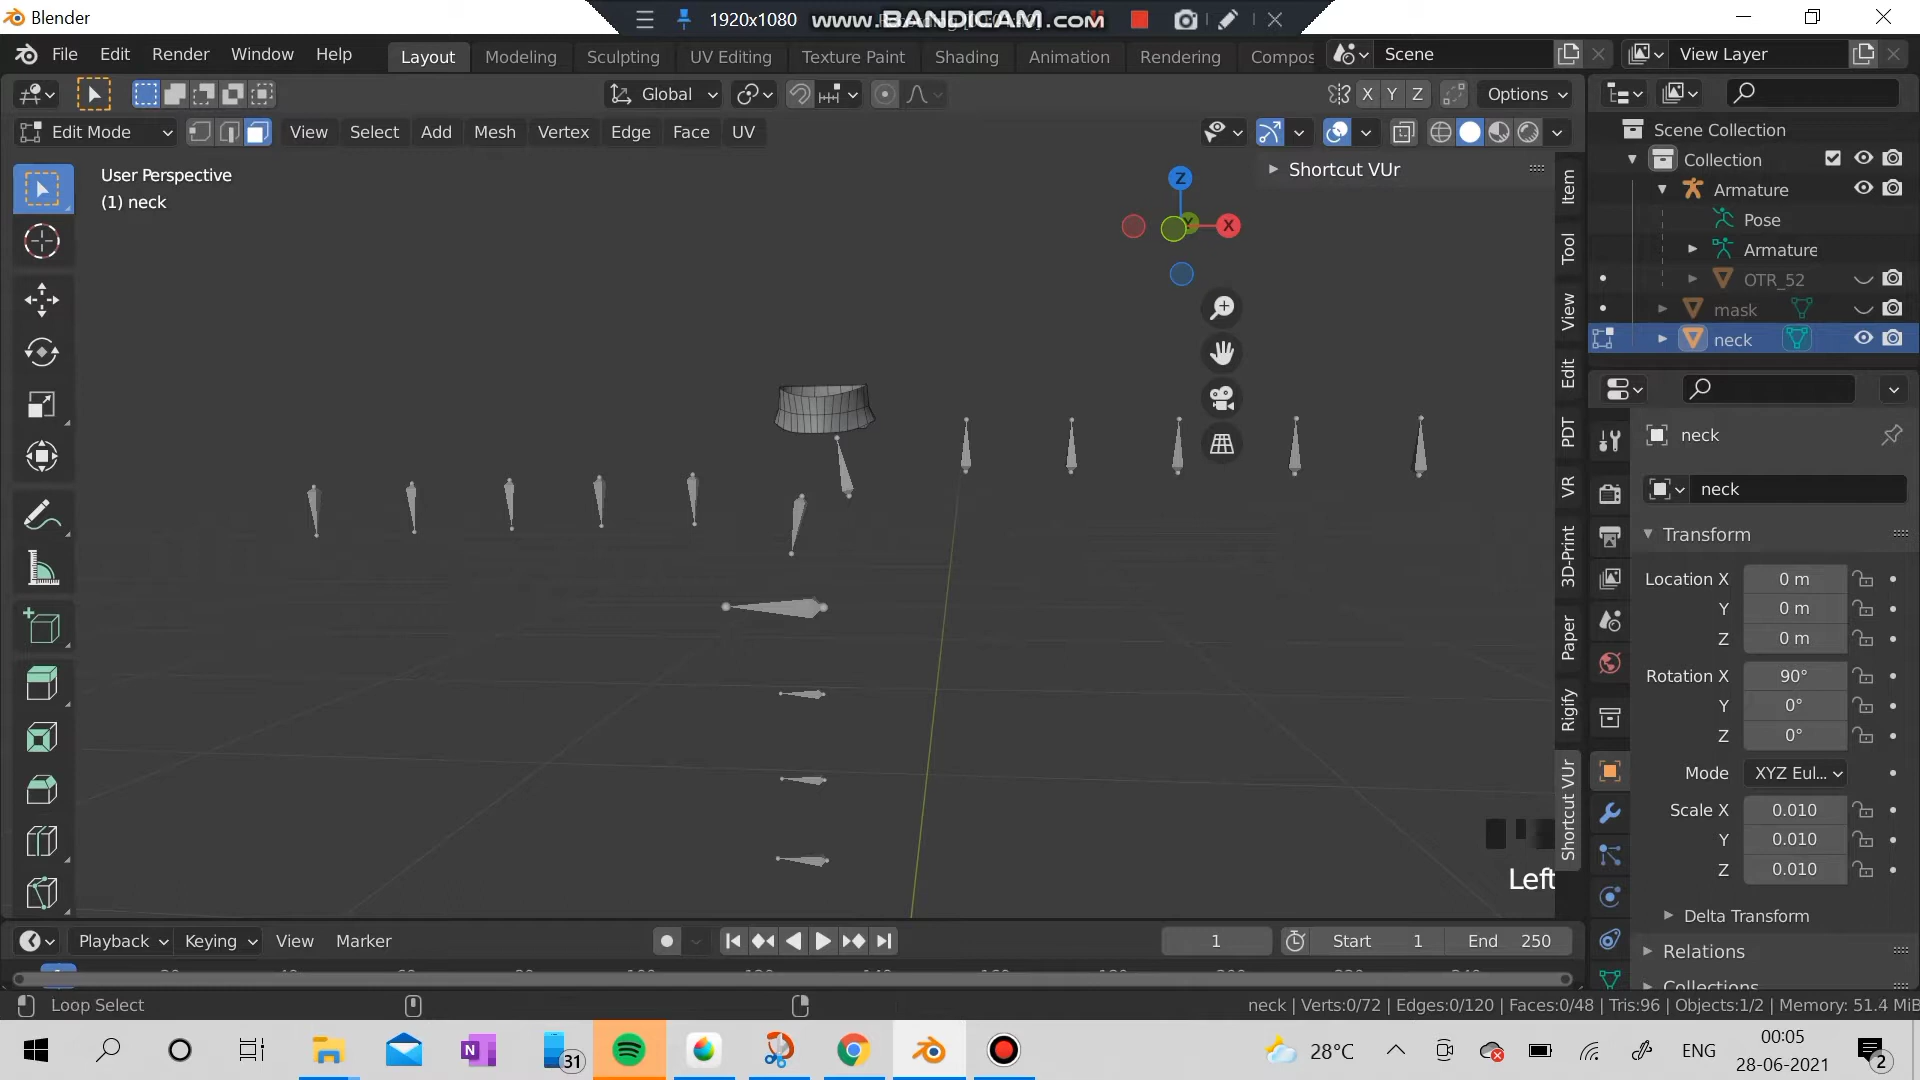 Blender
1920x1080
www.BANDICAM.com
File Edit Render Window Help
Layout Modeling Sculpting UV Editing Texture Paint Shading Animation Rendering Compos
Scene
View Layer
Global
X Y Z
Options
Edit Mode
View Select Add Mesh Vertex Edge Face UV
User Perspective
(1) neck
Shortcut VUr
Z
X
Item
Tool
View
Edit
PDT
VR
3D-Print
Paper
Rigify
Shortcut VUr
Left
Scene Collection
Collection
Armature
Pose
Armature
OTR_52
mask
neck
neck
neck
Transform
Location X 0 m
Y 0 m
Z 0 m
Rotation X 90°
Y 0°
Z 0°
Mode XYZ Eul...
Scale X 0.010
Y 0.010
Z 0.010
Delta Transform
Relations
Collections
Playback Keying View Marker
1
Start 1
End 250
Loop Select
neck | Verts:0/72 | Edges:0/120 | Faces:0/48 | Tris:96 | Objects:1/2 | Memory: 51.4 MiB
31
28°C
ENG
00:05
28-06-2021
2